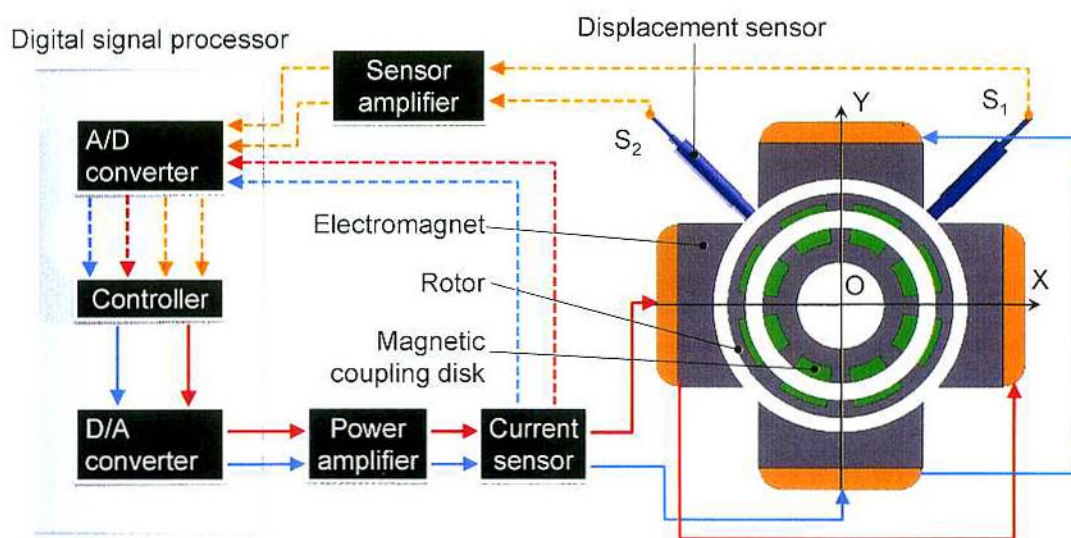 Displacement sensor
Digital signal processor
Sensor
amplifier
A/D
converter
S2
Y
S1
Electromagnet
Rotor
O
X
Controller
Magnetic
coupling disk
D/A
converter
Power
amplifier
Current
sensor